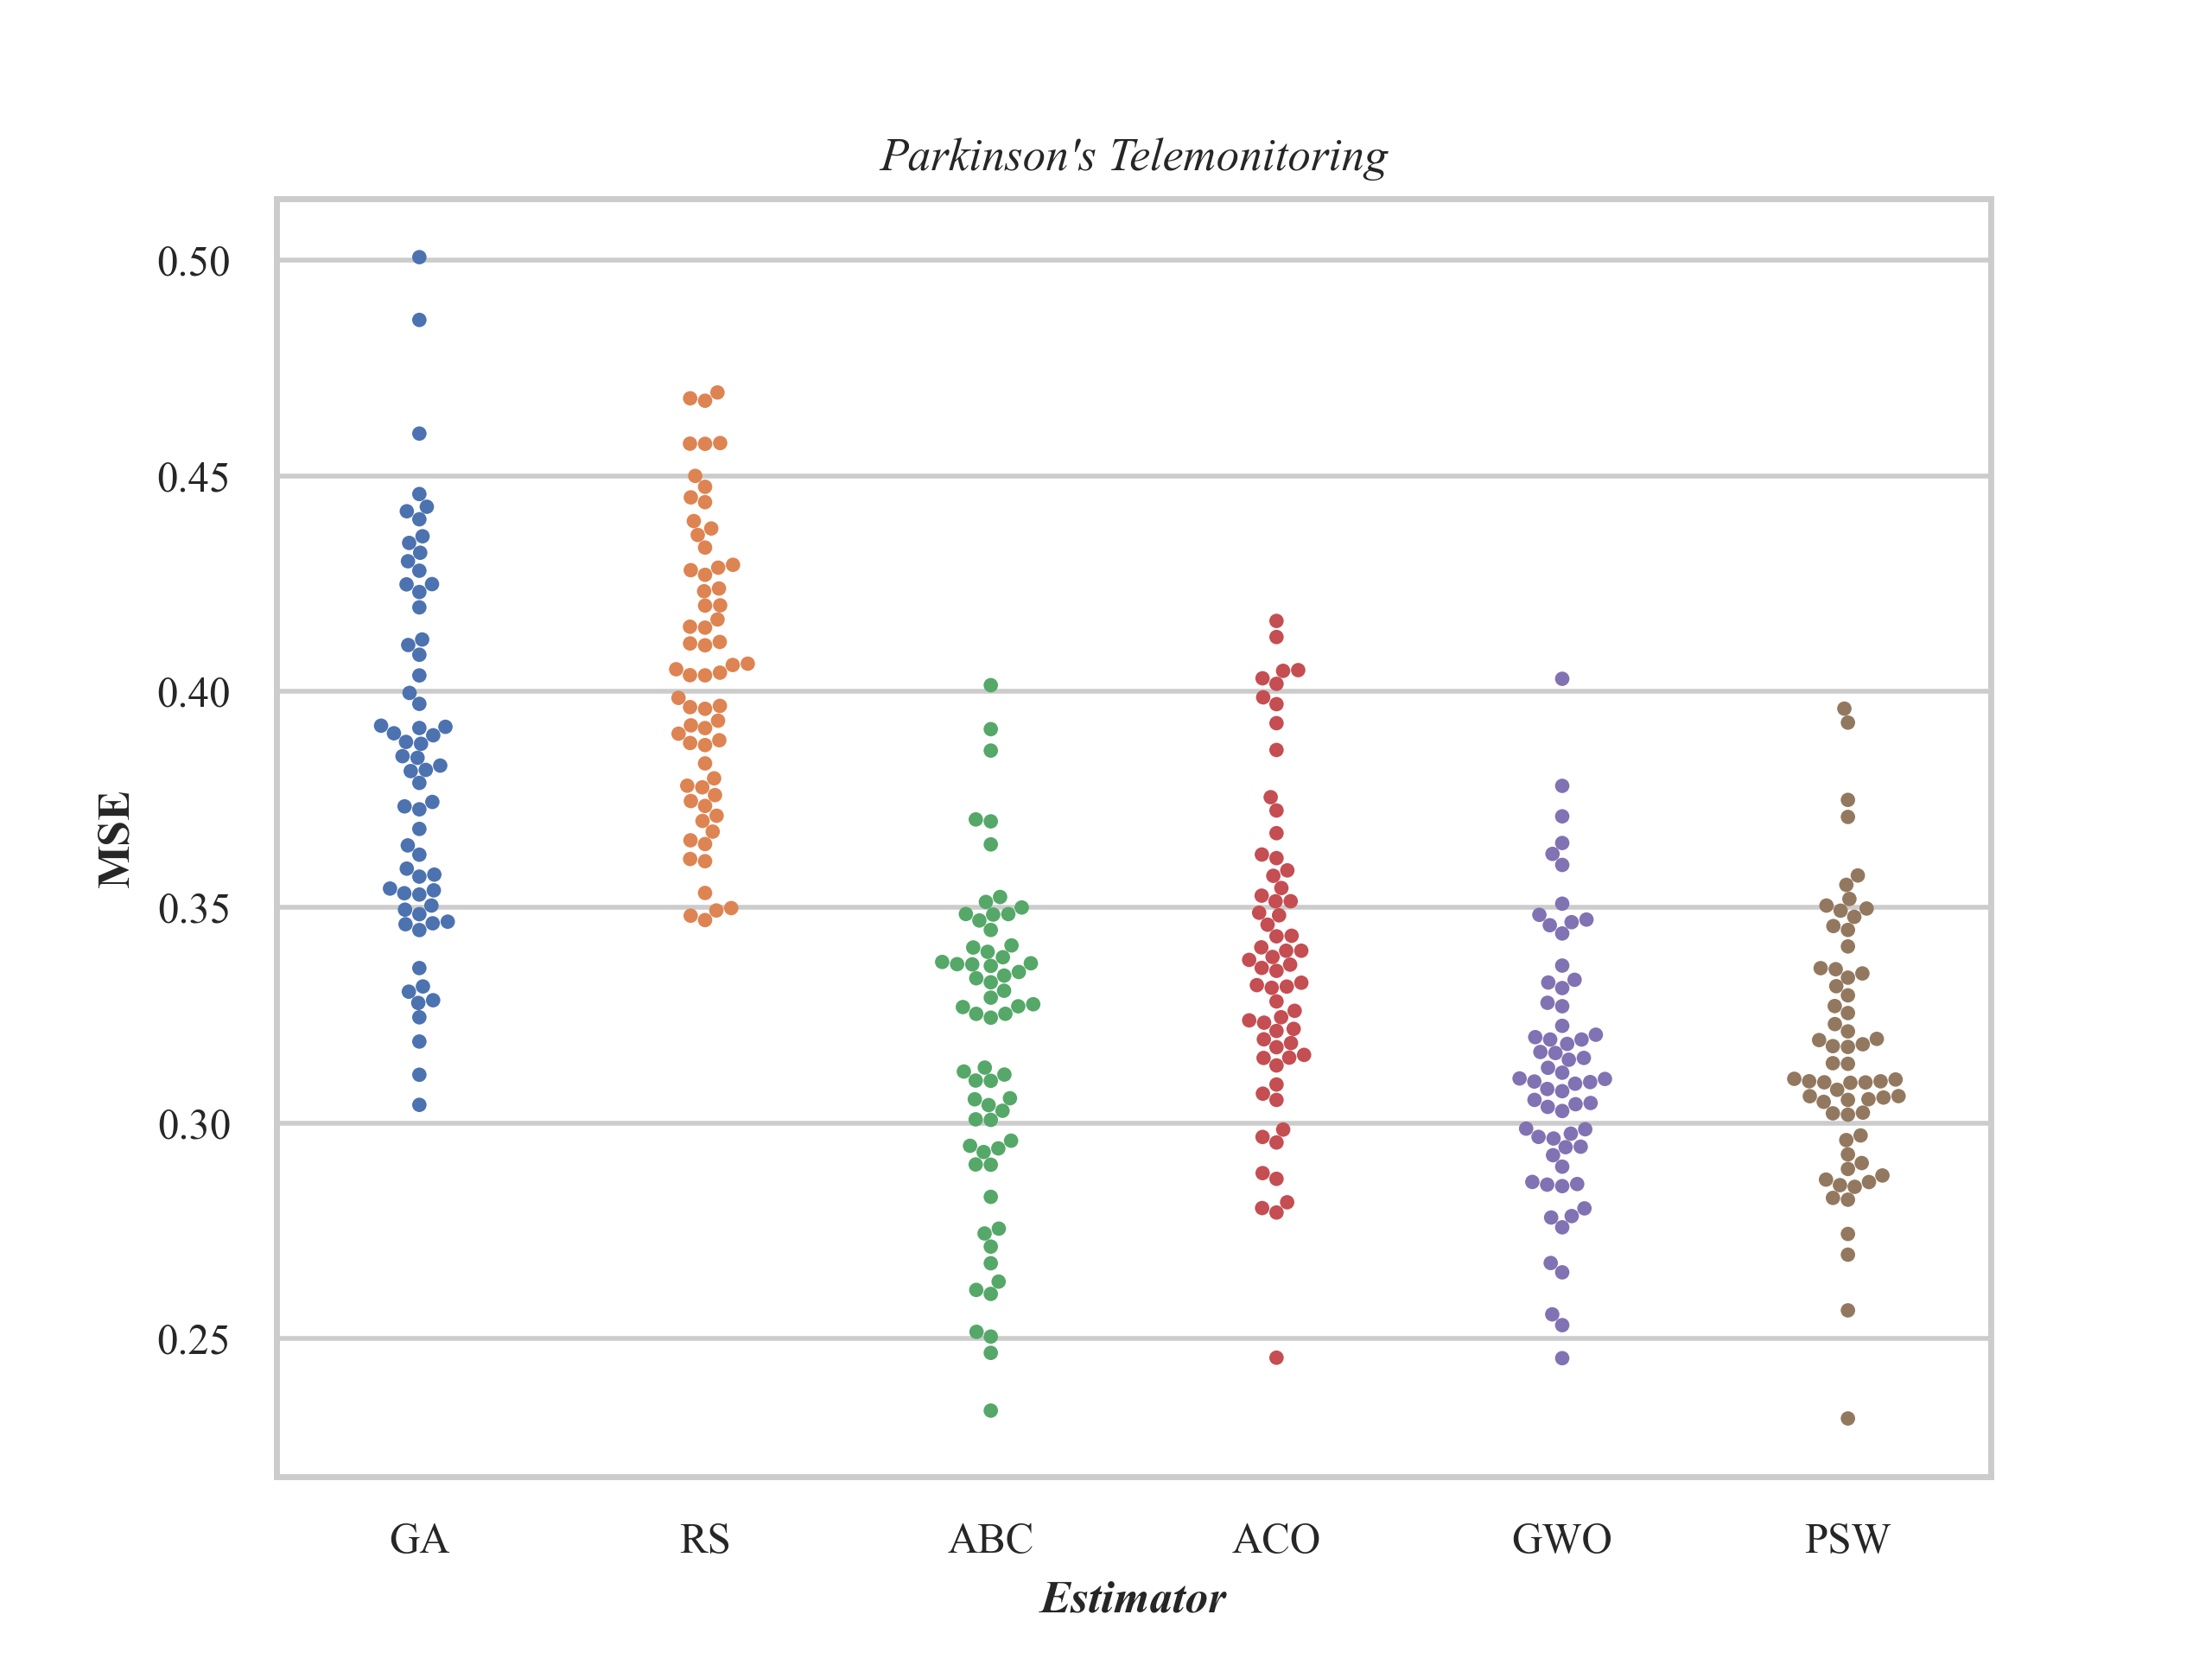 Parkinson's Telemonitoring
0.50
0.45
0.40
0.35
0.30
0.25
MSE
GA RS ABC ACO GWO PSW
Estimator